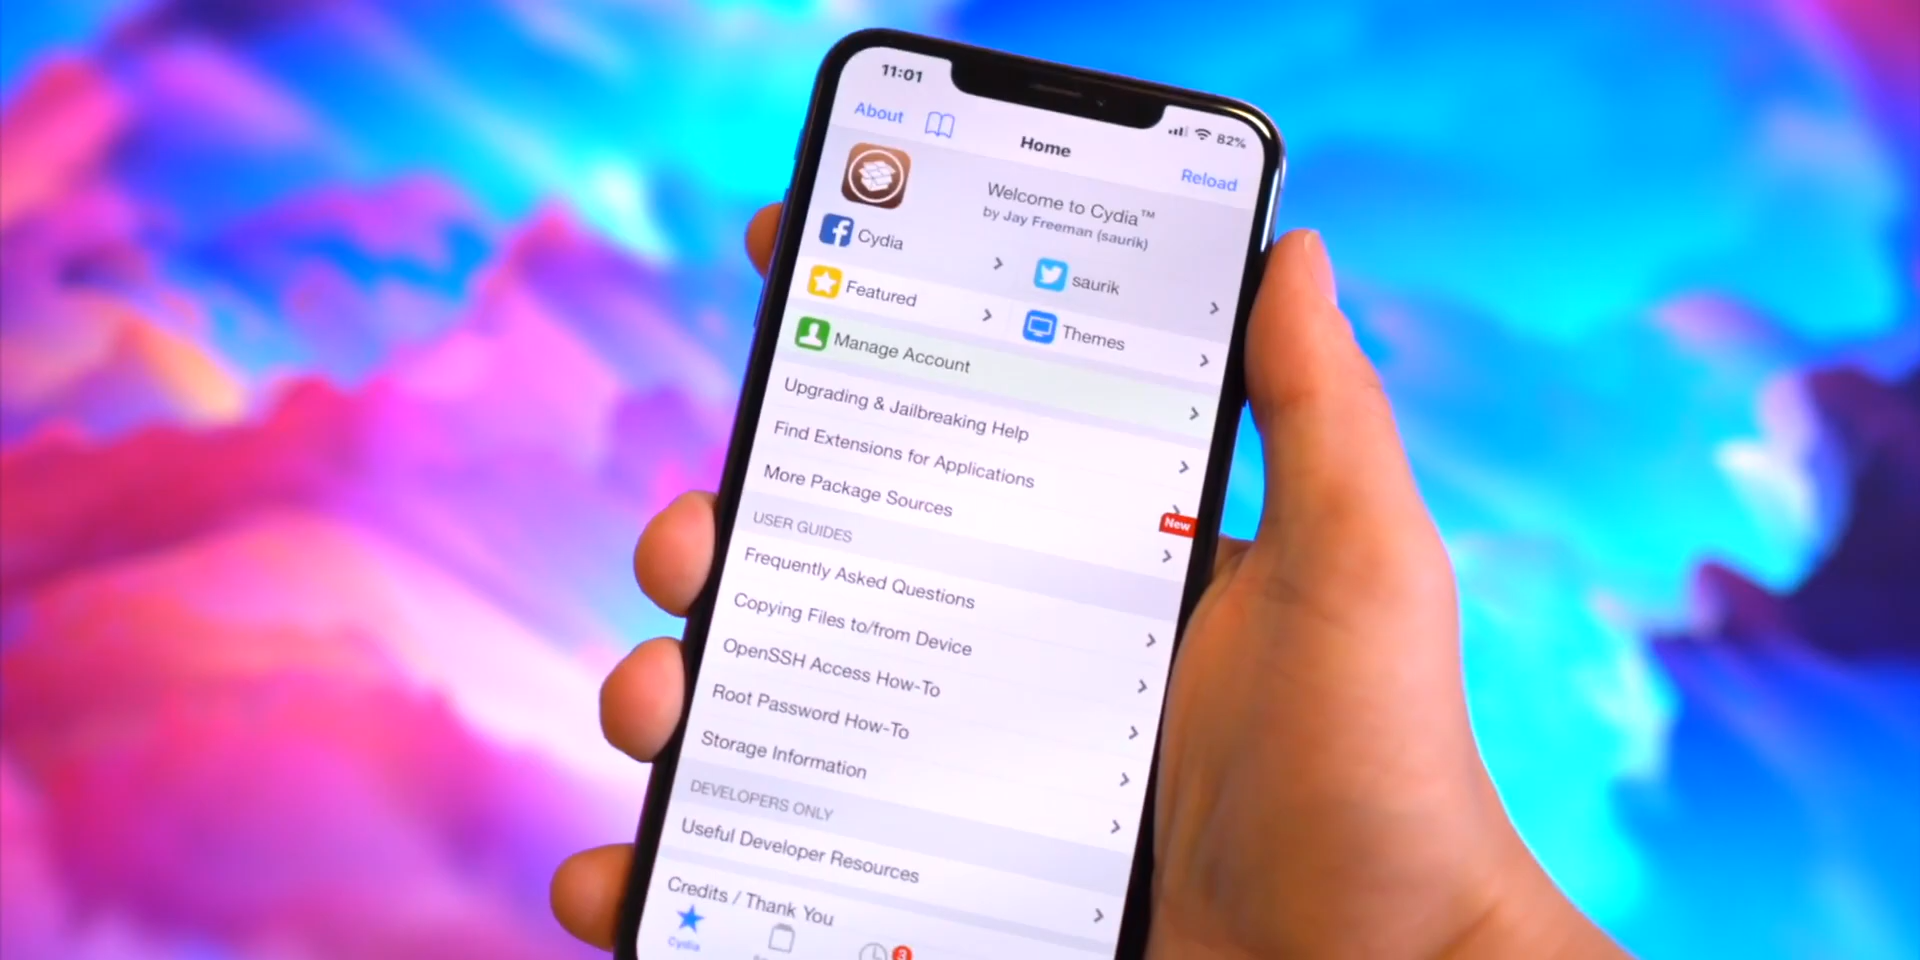 11:01
82%
About
Home
Reload
Welcome to Cydia™
by Jay Freeman (saurik)
Cydia
saurik
Featured
Themes
Manage Account
Upgrading & Jailbreaking Help
Find Extensions for Applications
More Package Sources
New
USER GUIDES
Frequently Asked Questions
Copying Files to/from Device
OpenSSH Access How-To
Root Password How-To
Storage Information
DEVELOPERS ONLY
Useful Developer Resources
Credits / Thank You
Cydia
3